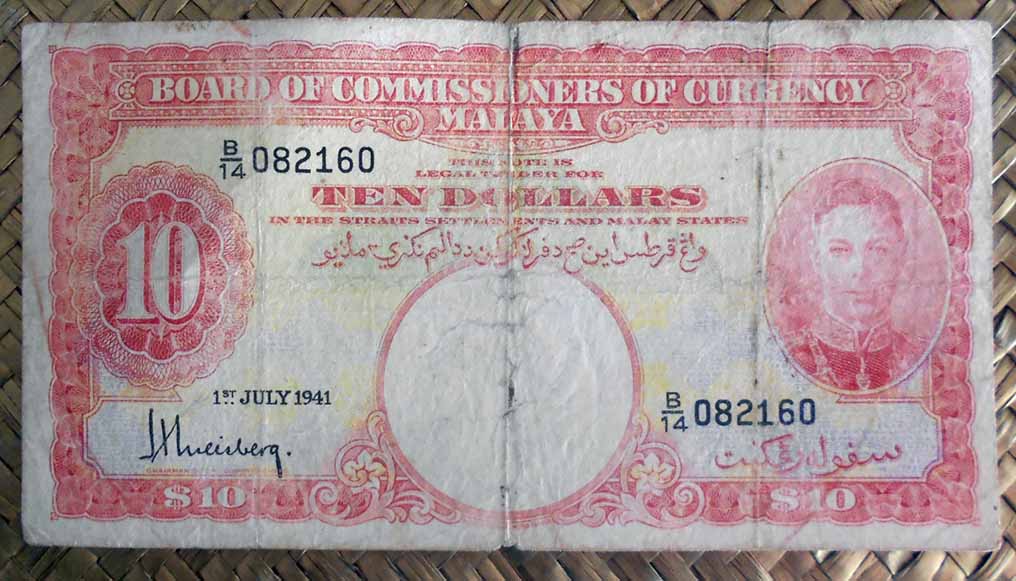 BOARD OF COMMISSIONERS OF CURRENCY
MALAYA
B/14 082160
THIS NOTE IS
LEGAL TENDER FOR
TEN DOLLARS
IN THE STRAITS SETTLEMENTS AND MALAY STATES
10
1ST JULY 1941
B/14 082160
$10
$10